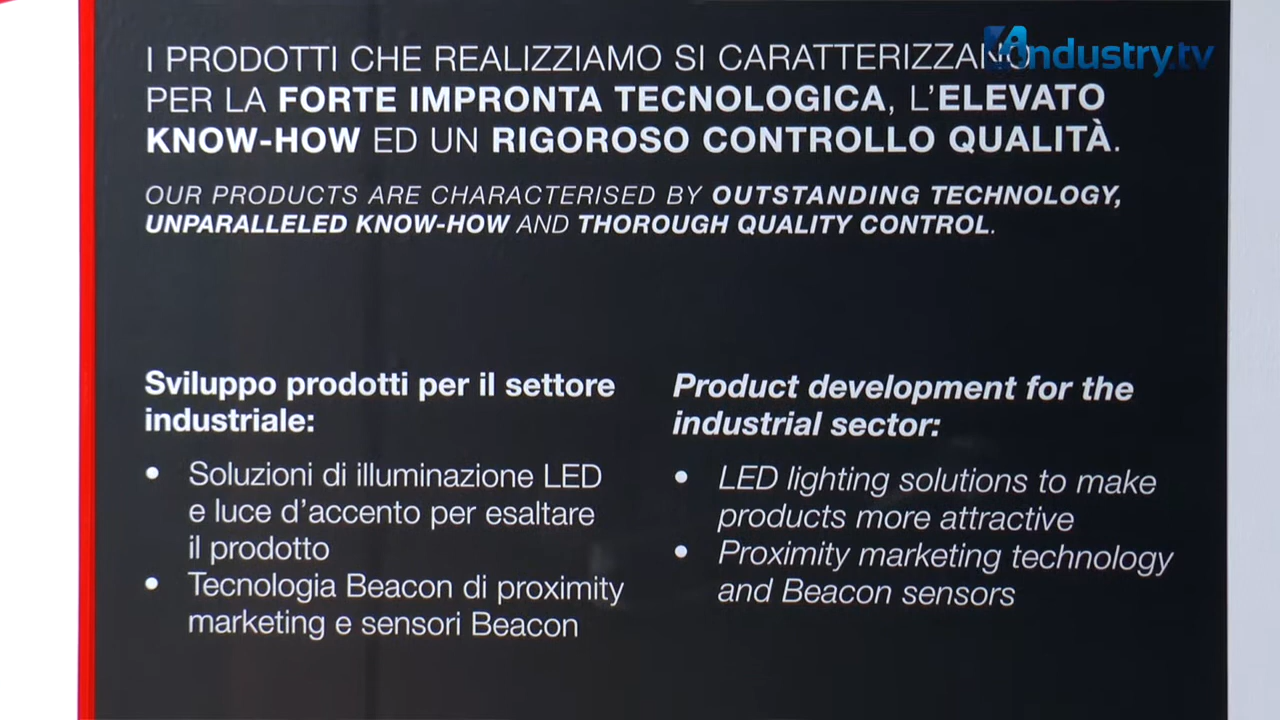 I PRODOTTI CHE REALIZZIAMO SI CARATTERIZZANO
PER LA FORTE IMPRONTA TECNOLOGICA, L'ELEVATO
KNOW-HOW ED UN RIGOROSO CONTROLLO QUALITÀ.
OUR PRODUCTS ARE CHARACTERISED BY OUTSTANDING TECHNOLOGY,
UNPARALLELED KNOW-HOW AND THOROUGH QUALITY CONTROL.
Sviluppo prodotti per il settore
industriale:
• Soluzioni di illuminazione LED
e luce d'accento per esaltare
il prodotto
• Tecnologia Beacon di proximity
marketing e sensori Beacon
Product development for the
industrial sector:
• LED lighting solutions to make
products more attractive
• Proximity marketing technology
and Beacon sensors
industry.tv